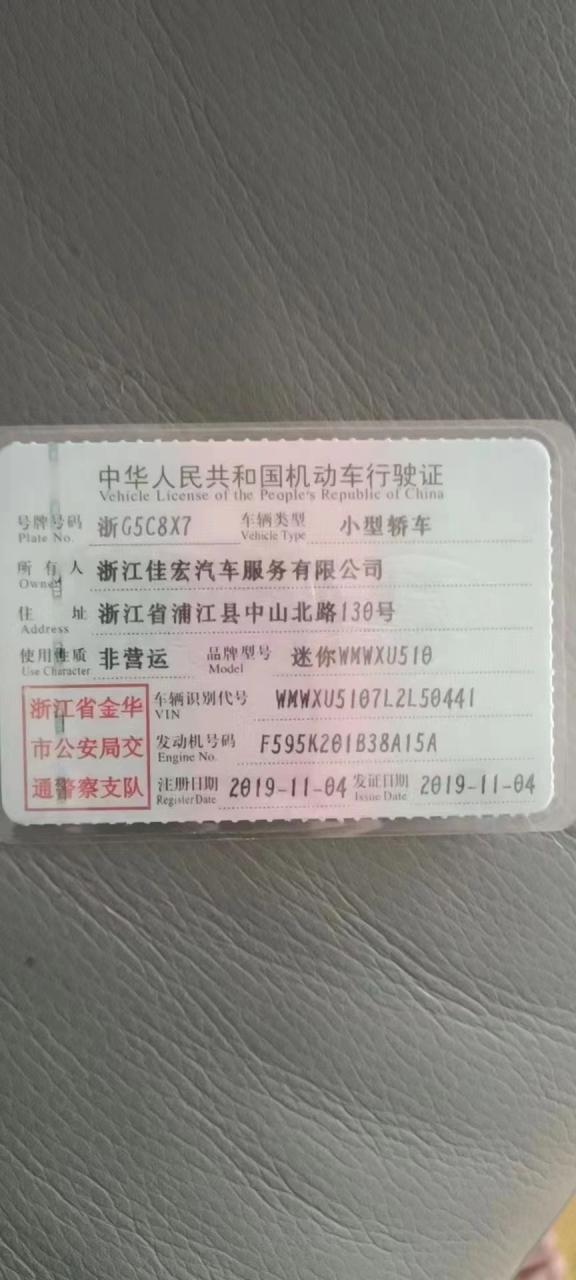 中华人民共和国机动车行驶证
Vehicle License of the People's Republic of China
号牌号码 浙G5C8X7 车辆类型 小型轿车
Plate No. Vehicle Type
所有人 浙江佳宏汽车服务有限公司
Owner
住址 浙江省浦江县中山北路130号
Address
使用性质 非营运 品牌型号 迷你WMWXU510
Use Character Model
浙江省金华 车辆识别代号 WMWXU5107L2L50441
VIN
市公安局交 发动机号码 F595K201B38A15A
Engine No.
通警察支队 注册日期 2019-11-04 发证日期 2019-11-04
Register Date Issue Date